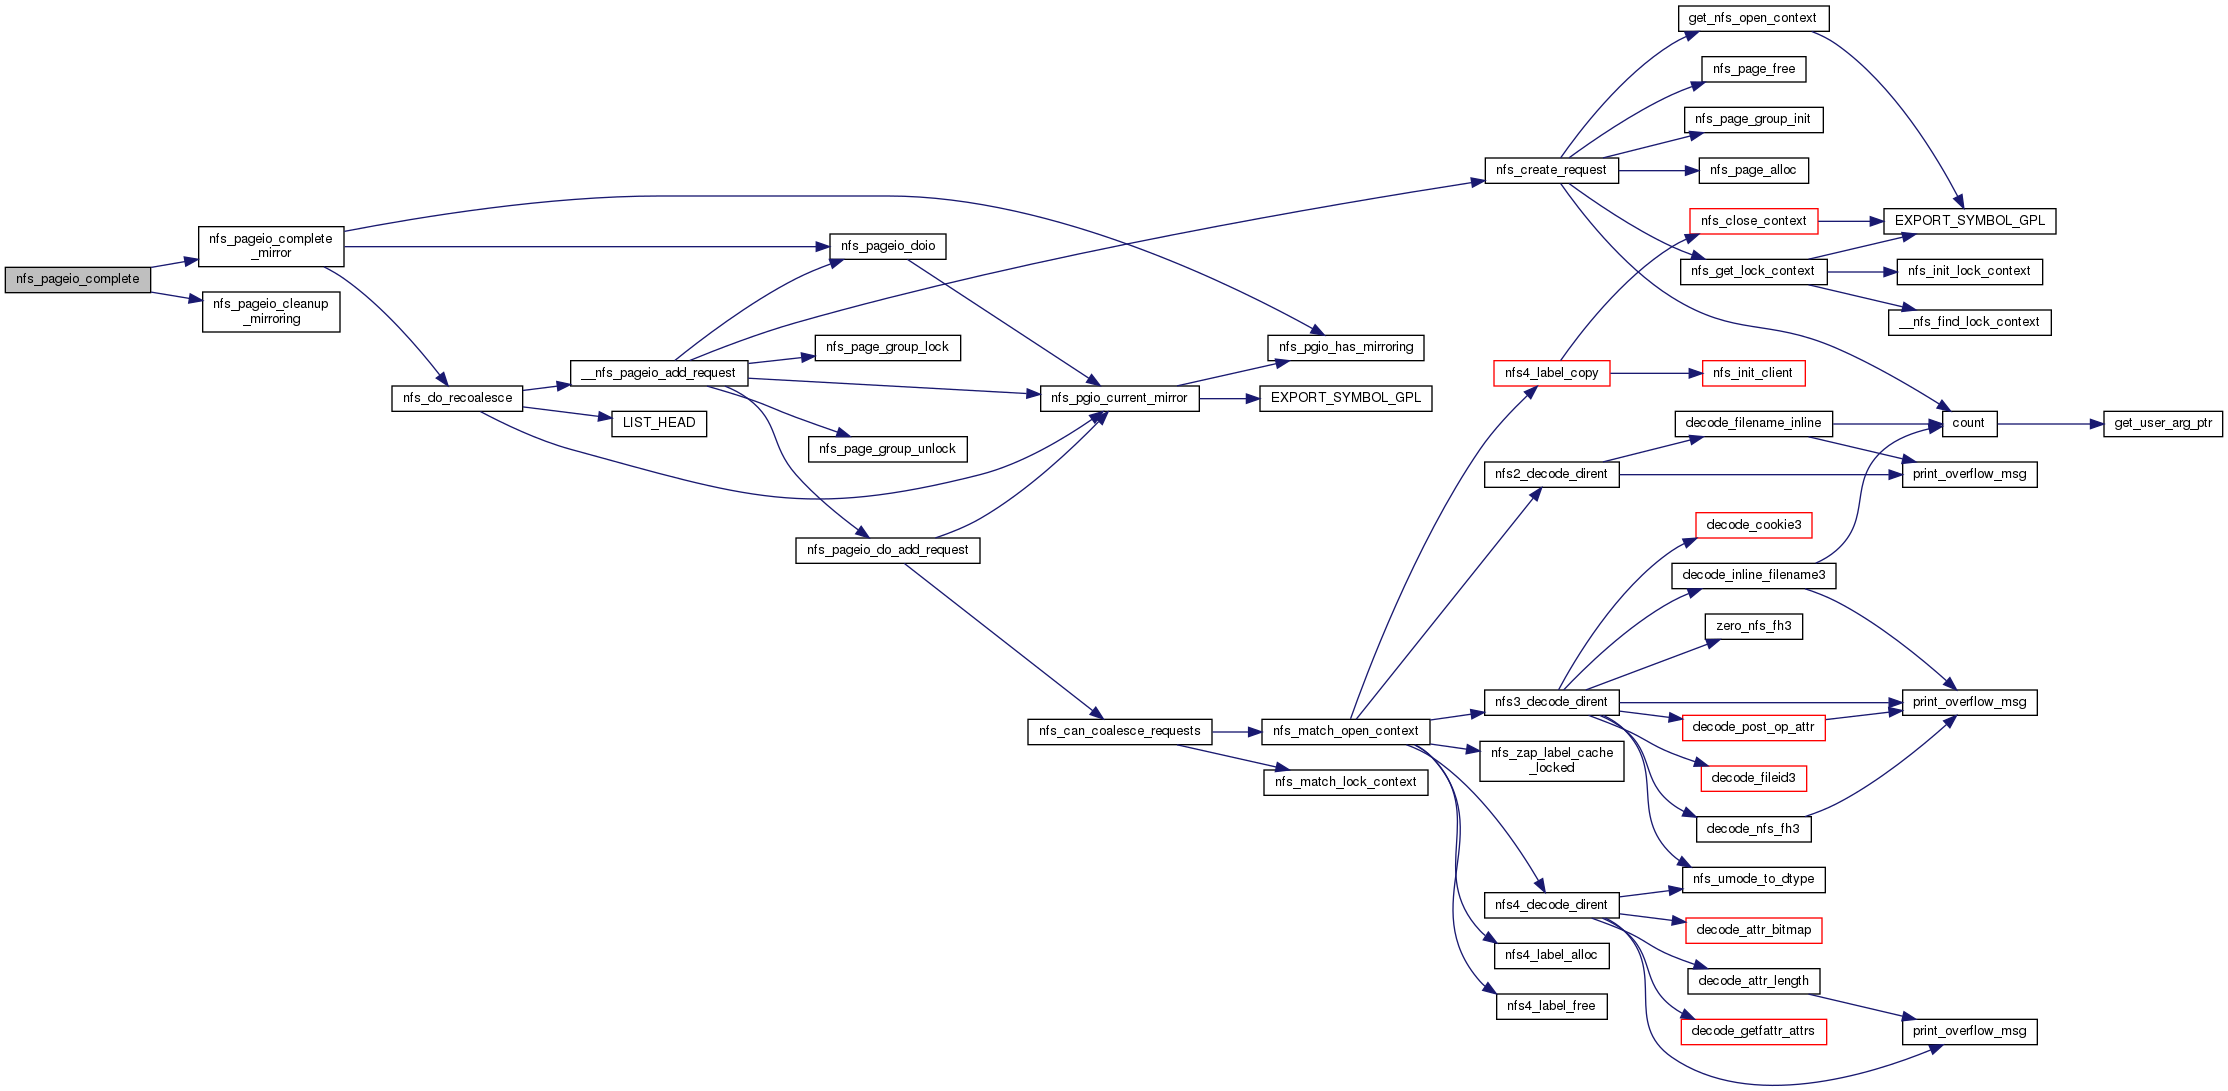 nfs_pageio_complete
nfs_pageio_complete
_mirror
nfs_pageio_cleanup
_mirroring
nfs_do_recoalesce
__nfs_pageio_add_request
LIST_HEAD
nfs_pageio_doio
nfs_page_group_lock
nfs_page_group_unlock
nfs_pageio_do_add_request
nfs_pgio_current_mirror
nfs_can_coalesce_requests
nfs_pgio_has_mirroring
EXPORT_SYMBOL_GPL
nfs_match_open_context
nfs_match_lock_context
nfs_create_request
nfs4_label_copy
nfs2_decode_dirent
nfs3_decode_dirent
nfs_zap_label_cache
_locked
nfs4_decode_dirent
nfs4_label_alloc
nfs4_label_free
get_nfs_open_context
nfs_page_free
nfs_page_group_init
nfs_page_alloc
nfs_close_context
nfs_get_lock_context
nfs_init_client
decode_filename_inline
decode_cookie3
decode_inline_filename3
zero_nfs_fh3
decode_post_op_attr
decode_fileid3
decode_nfs_fh3
nfs_umode_to_dtype
decode_attr_bitmap
decode_attr_length
decode_getfattr_attrs
EXPORT_SYMBOL_GPL
nfs_init_lock_context
__nfs_find_lock_context
count
print_overflow_msg
print_overflow_msg
print_overflow_msg
get_user_arg_ptr